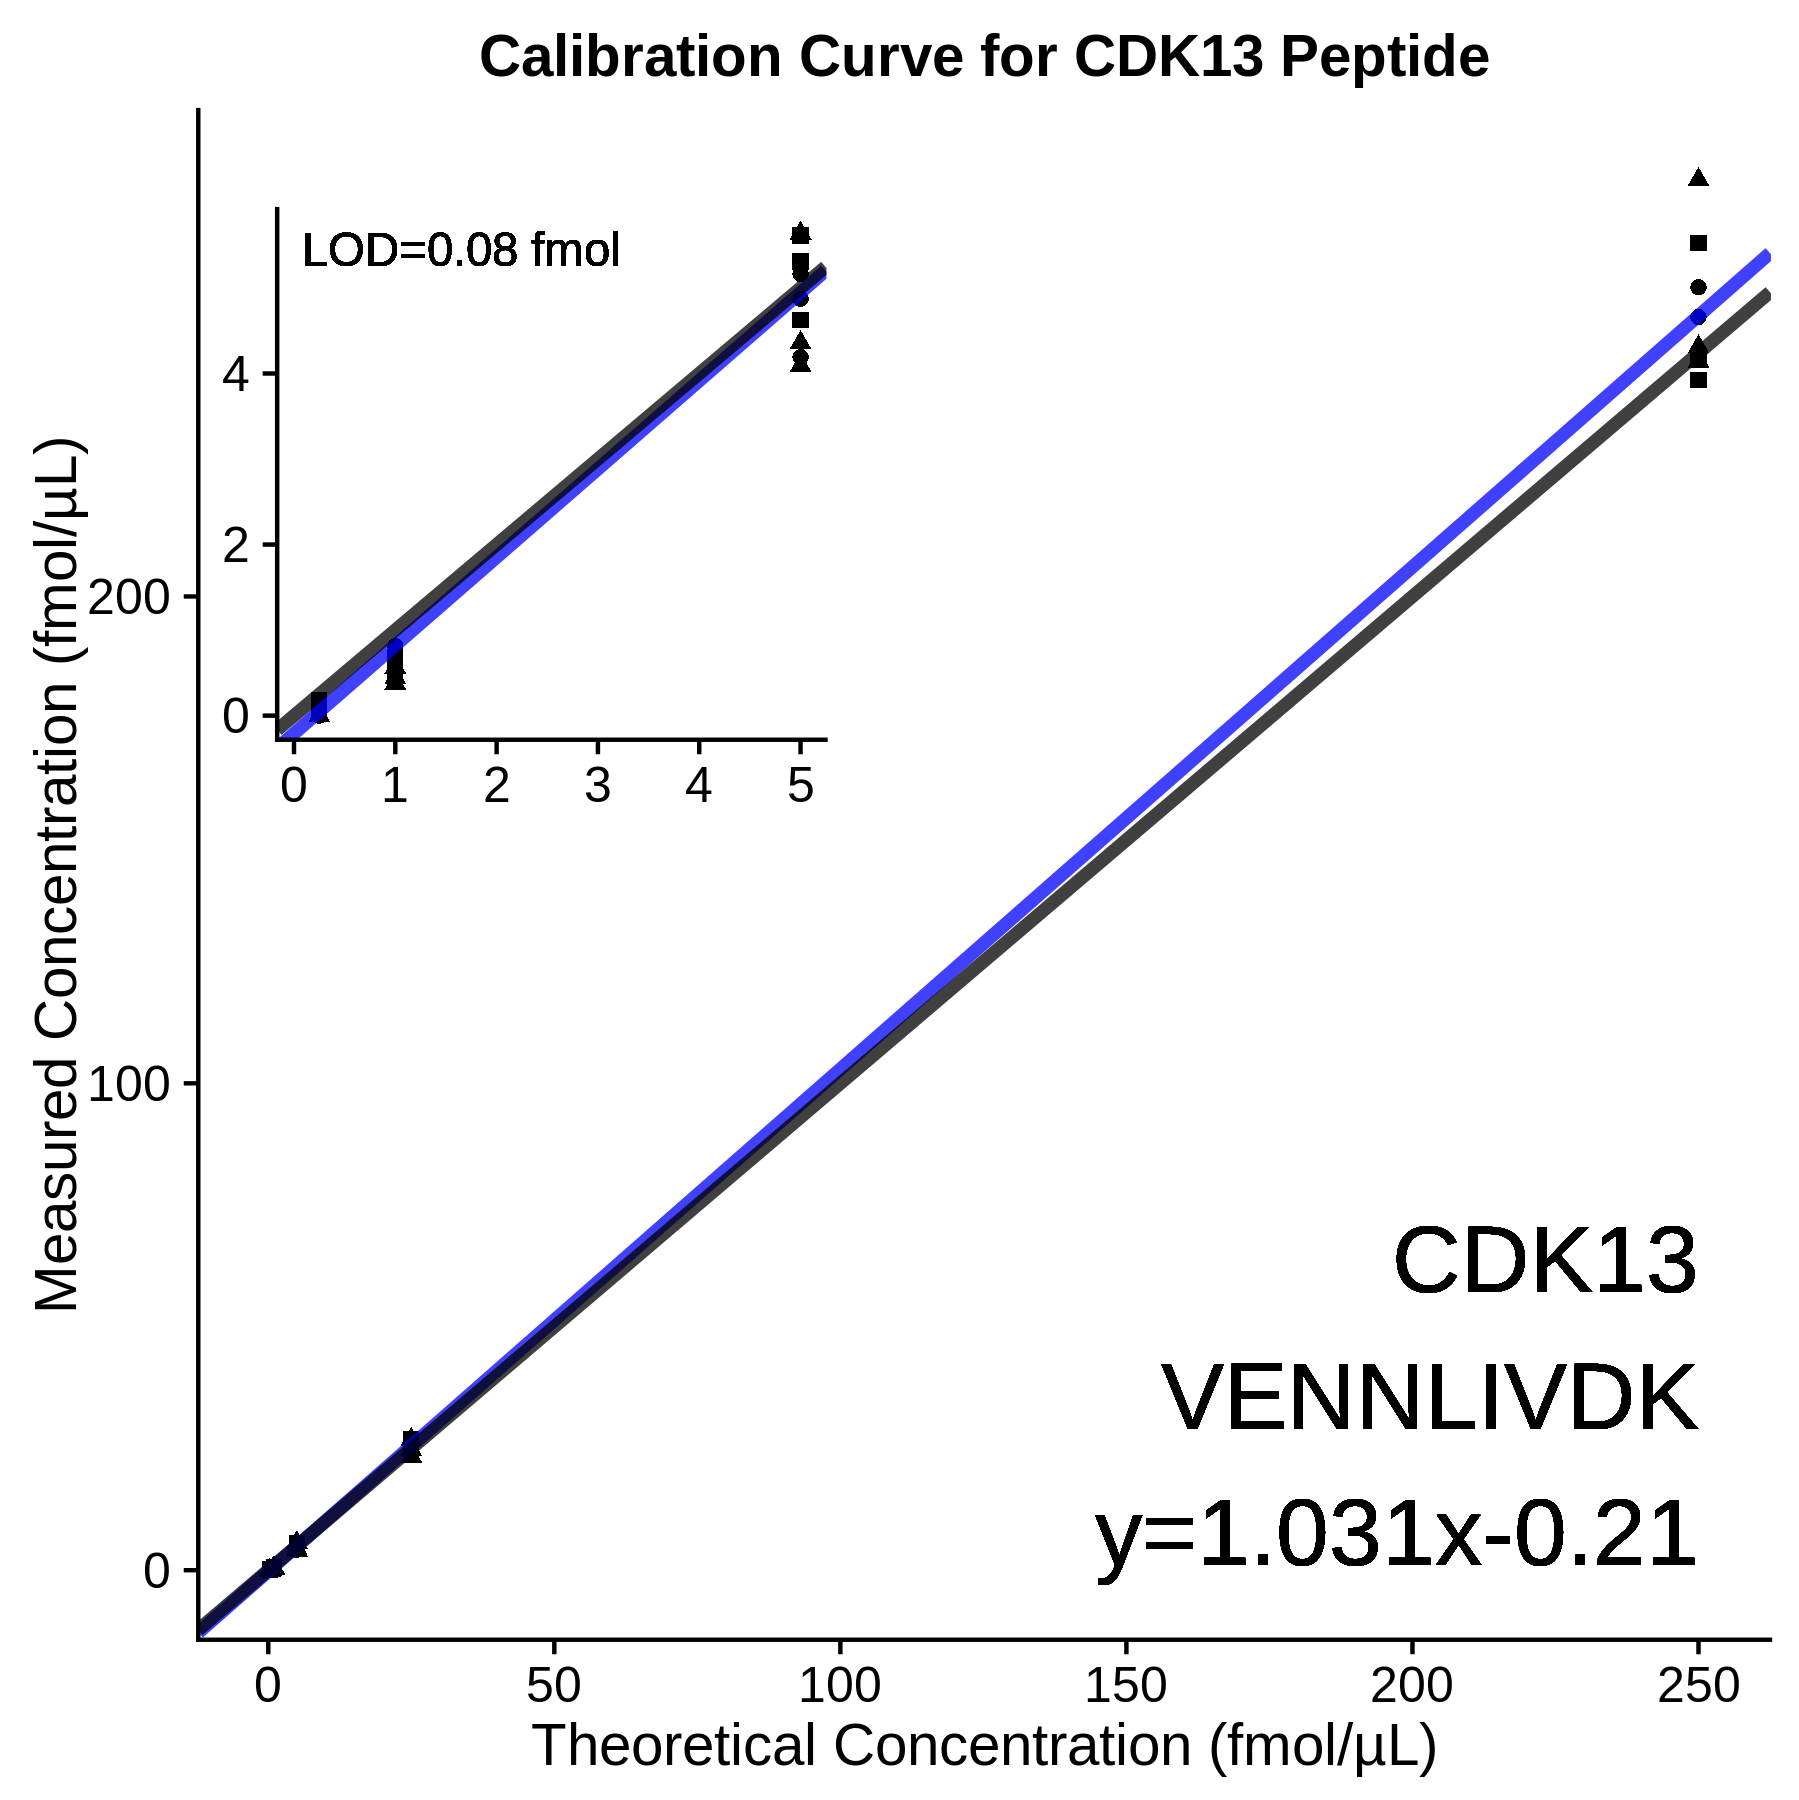 Calibration Curve for CDK13 Peptide
Measured Concentration (fmol/µL)
200
100
0
LOD=0.08 fmol
4
2
0
0 1 2 3 4 5
CDK13
VENNLIVDK
y=1.031x-0.21
0 50 100 150 200 250
Theoretical Concentration (fmol/µL)